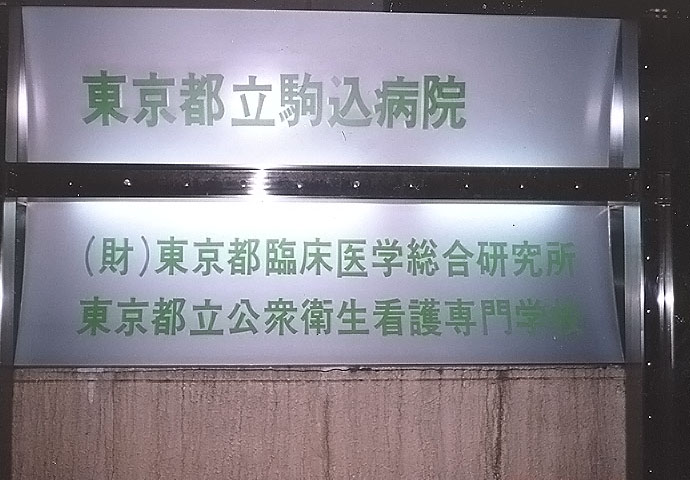 東京都立駒込病院
(財)東京都臨床医学総合研究所
東京都立公衆衛生看護専門学校